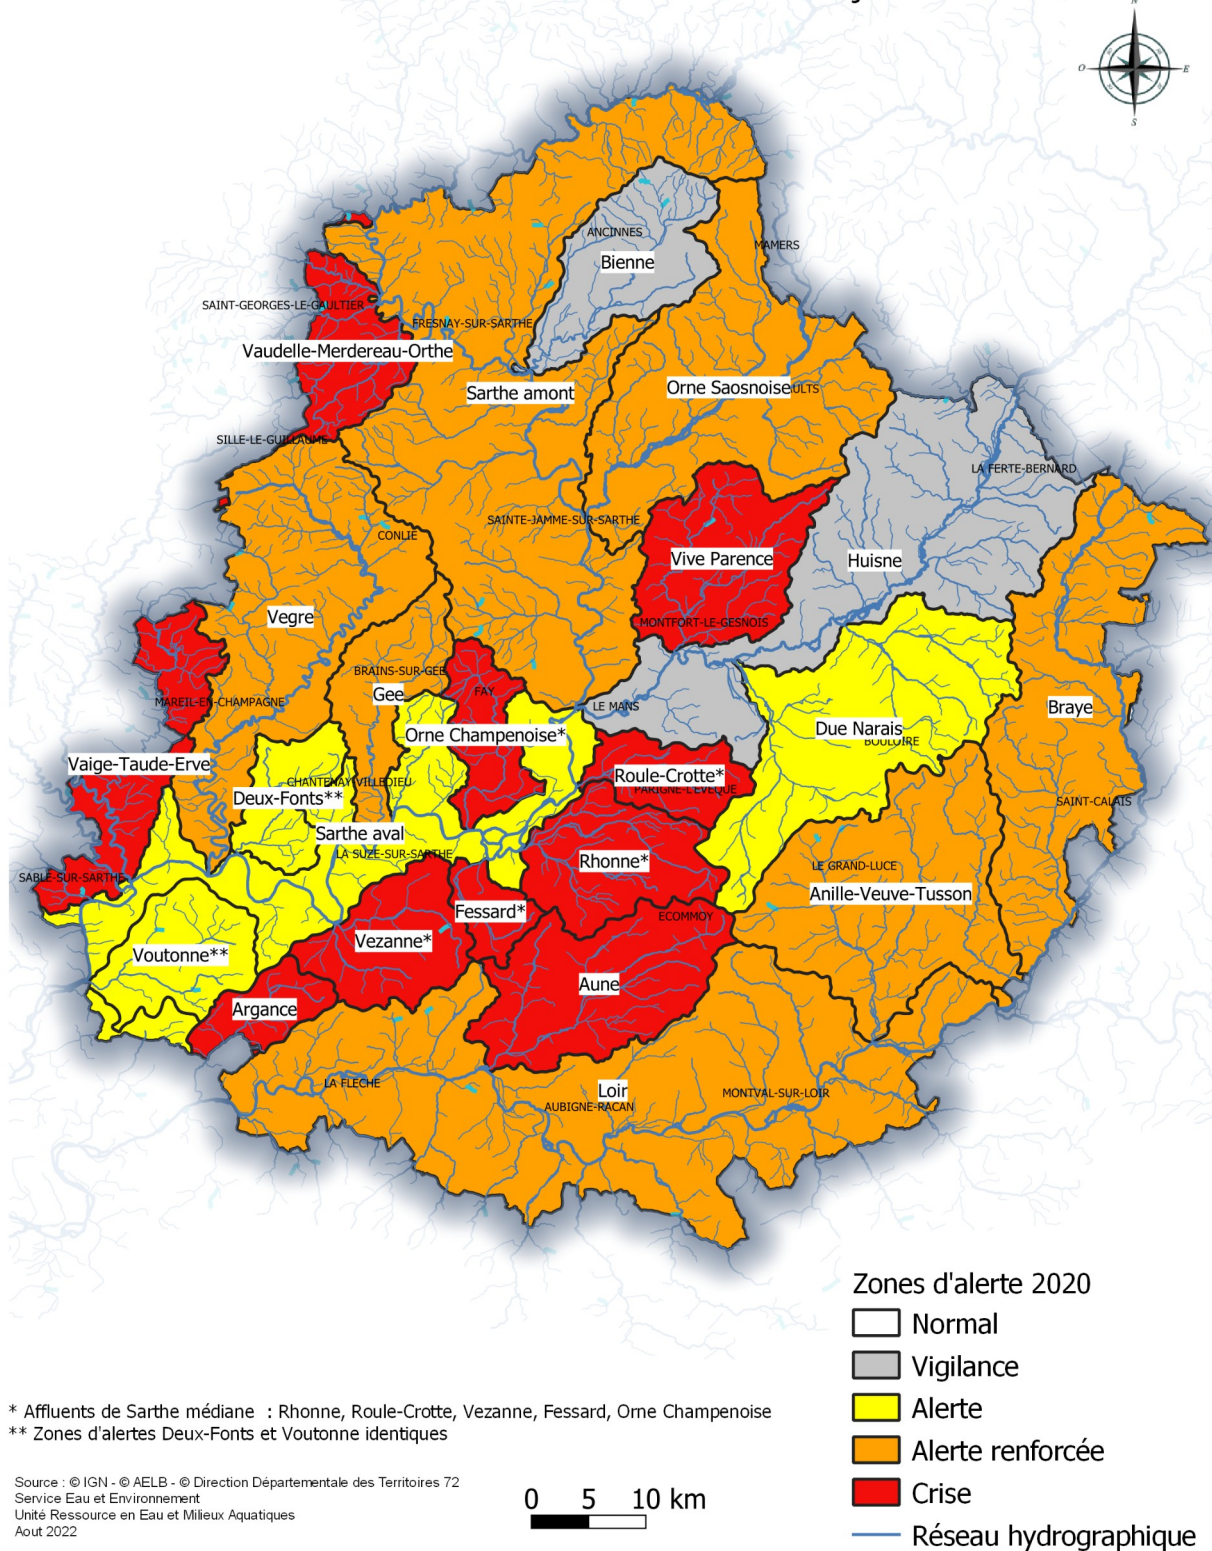 N
O
E
S
ANCINNES
Bienne
MAMERS
SAINT-GEORGES-LE-GAULTIER
FRESNAY-SUR-SARTHE
Vaudelle-Merdereau-Orthe
Sarthe amont
Orne Saosnoise
ULTS
SILLE-LE-GUILLAUME
LA FERTE-BERNARD
SAINTE-JAMME-SUR-SARTHE
CONLIE
Vive Parence
Huisne
Vegre
MONTFORT-LE-GESNOIS
BRAINS-SUR-GEE
Gee
FAY
MAREIL-EN-CHAMPAGNE
LE MANS
Braye
Orne Champenoise*
Due Narais
BOULOIRE
Vaige-Taude-Erve
Roule-Crotte*
CHANTENAY-VILLEDIEU
PARIGNE-L'EVEQUE
Deux-Fonts**
SAINT-CALAIS
Sarthe aval
LA SUZE-SUR-SARTHE
Rhonne*
LE GRAND-LUCE
SABLE-SUR-SARTHE
Anille-Veuve-Tusson
Fessard*
ECOMMOY
Vezanne*
Voutonne**
Aune
Argance
LA FLECHE
Loir
MONTVAL-SUR-LOIR
AUBIGNE-RACAN
Zones d'alerte 2020
Normal
Vigilance
Alerte
Alerte renforcée
Crise
Réseau hydrographique
* Affluents de Sarthe médiane : Rhonne, Roule-Crotte, Vezanne, Fessard, Orne Champenoise
** Zones d'alertes Deux-Fonts et Voutonne identiques
Source : © IGN - © AELB - © Direction Départementale des Territoires 72
Service Eau et Environnement
Unité Ressource en Eau et Milieux Aquatiques
Aout 2022
0 5 10 km